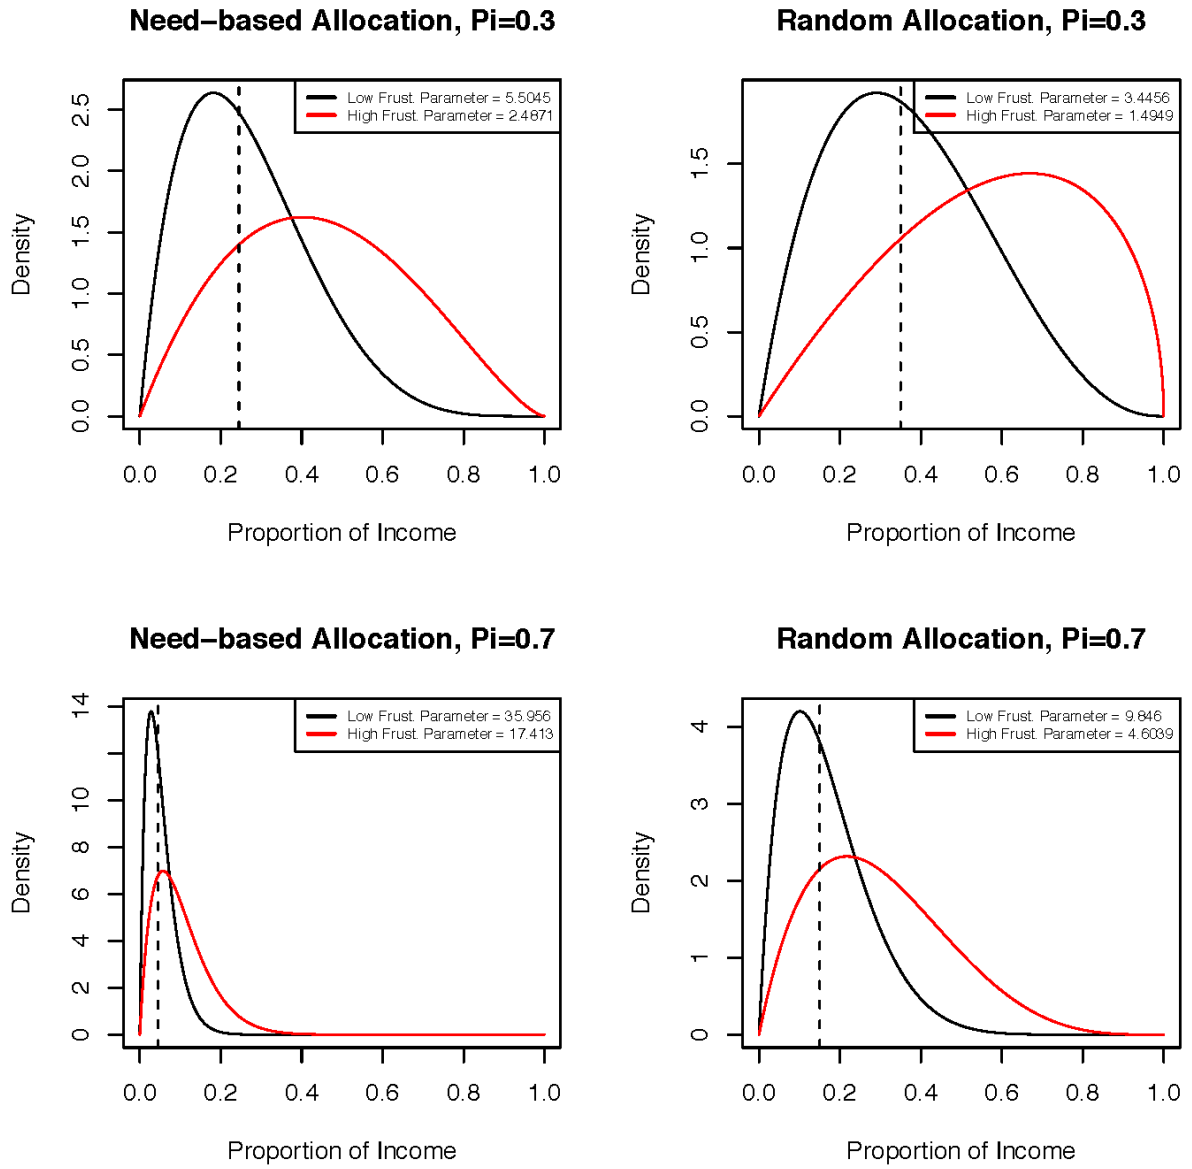 Need-based Allocation, Pi=0.3
Low Frust. Parameter = 5.5045
High Frust. Parameter = 2.4871
Density
0.0 0.5 1.0 1.5 2.0 2.5
0.0 0.2 0.4 0.6 0.8 1.0
Proportion of Income
Random Allocation, Pi=0.3
Low Frust. Parameter = 3.4456
High Frust. Parameter = 1.4949
Density
0.0 0.5 1.0 1.5
0.0 0.2 0.4 0.6 0.8 1.0
Proportion of Income
Need-based Allocation, Pi=0.7
Low Frust. Parameter = 35.956
High Frust. Parameter = 17.413
Density
0 2 4 6 8 10 14
0.0 0.2 0.4 0.6 0.8 1.0
Proportion of Income
Random Allocation, Pi=0.7
Low Frust. Parameter = 9.846
High Frust. Parameter = 4.6039
Density
0 1 2 3 4
0.0 0.2 0.4 0.6 0.8 1.0
Proportion of Income